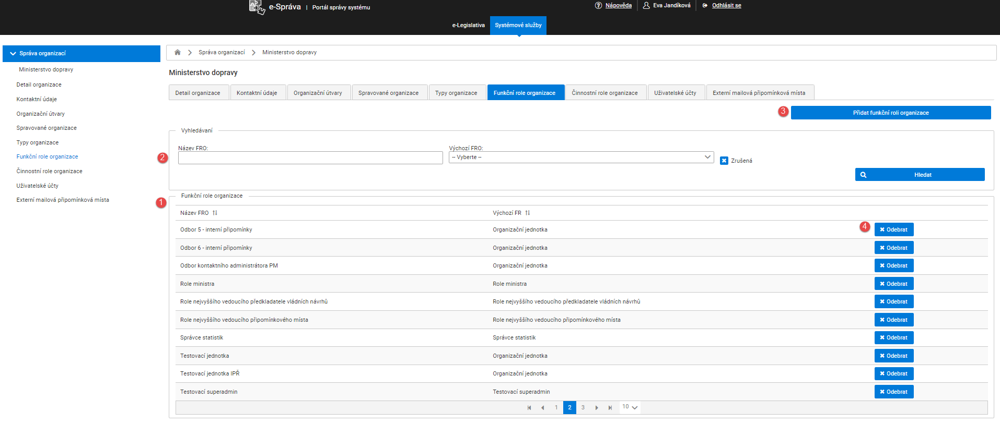 e-Správa | Portál správy systému
Nápověda
Eva Jandíková
Odhlásit se
e-Legislativa
Systémové služby
Správa organizací
Ministerstvo dopravy
Detail organizace
Kontaktní údaje
Organizační útvary
Spravované organizace
Typy organizace
Funkční role organizace
Činnostní role organizace
Uživatelské účty
Externí mailová připomínková místa
Správa organizací Ministerstvo dopravy
Ministerstvo dopravy
Detail organizace Kontaktní údaje Organizační útvary Spravované organizace Typy organizace Funkční role organizace Činnostní role organizace Uživatelské účty Externí mailová připomínková místa
3 Přidat funkční roli organizace
Vyhledávaní
Název FRO: Výchozí FRO:
2 -- Vyberte -- Zrušená
Hledat
Funkční role organizace
1
Název FRO Výchozí FR
Odbor 5 - interní připomínky Organizační jednotka 4 Odebrat
Odbor 6 - interní připomínky Organizační jednotka Odebrat
Odbor kontaktního administrátora PM Organizační jednotka Odebrat
Role ministra Role ministra Odebrat
Role nejvyššího vedoucího předkladatele vládních návrhů Role nejvyššího vedoucího předkladatele vládních návrhů Odebrat
Role nejvyššího vedoucího připomínkového místa Role nejvyššího vedoucího připomínkového místa Odebrat
Správce statistik Správce statistik Odebrat
Testovací jednotka Organizační jednotka Odebrat
Testovací jednotka IPŘ Organizační jednotka Odebrat
Testovací superadmin Testovací superadmin Odebrat
1 2 3 10